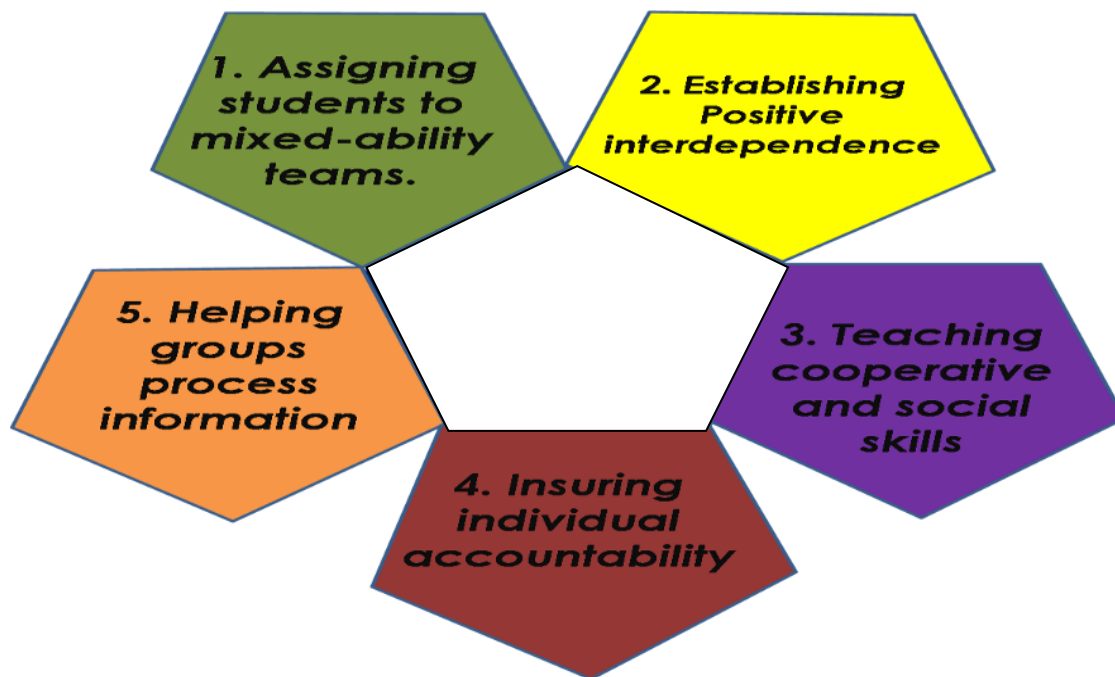 1. Assigning
students to
mixed-ability
teams.
2. Establishing
Positive
interdependence
3. Teaching
cooperative
and social
skills
4. Insuring
individual
accountability
5. Helping
groups
process
information